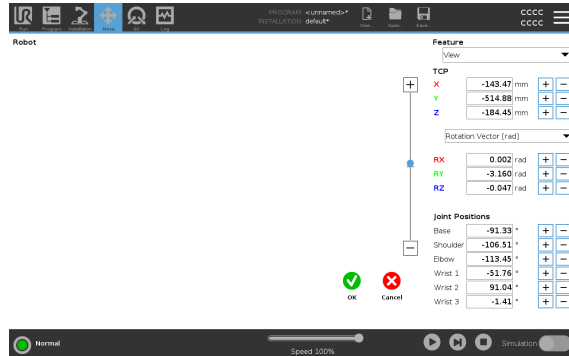 UR
Run Program Installation Move I/O Log
PROGRAM <unnamed>*
INSTALLATION default*
New... Open... Save...
CCCC
CCCC
Robot
Feature
View
TCP
X -143.47 mm + −
Y -514.88 mm + −
Z -184.45 mm + −
Rotation Vector [rad]
RX 0.002 rad + −
RY -3.160 rad + −
RZ -0.047 rad + −
Joint Positions
Base -91.33 ° + −
Shoulder -106.51 ° + −
Elbow -113.45 ° + −
Wrist 1 -51.76 ° + −
Wrist 2 91.04 ° + −
Wrist 3 -1.41 ° + −
OK Cancel
Normal
Speed 100%
Simulation